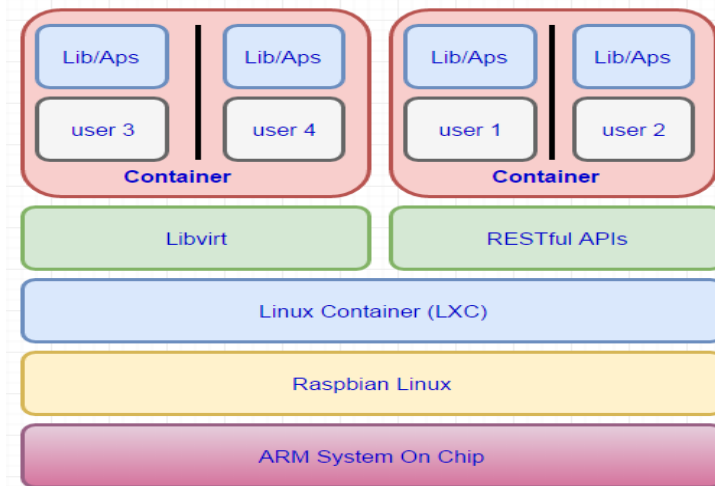 Lib/Aps
Lib/Aps
Lib/Aps
Lib/Aps
user 3
user 4
user 1
user 2
Container
Container
Libvirt
RESTful APIs
Linux Container (LXC)
Raspbian Linux
ARM System On Chip